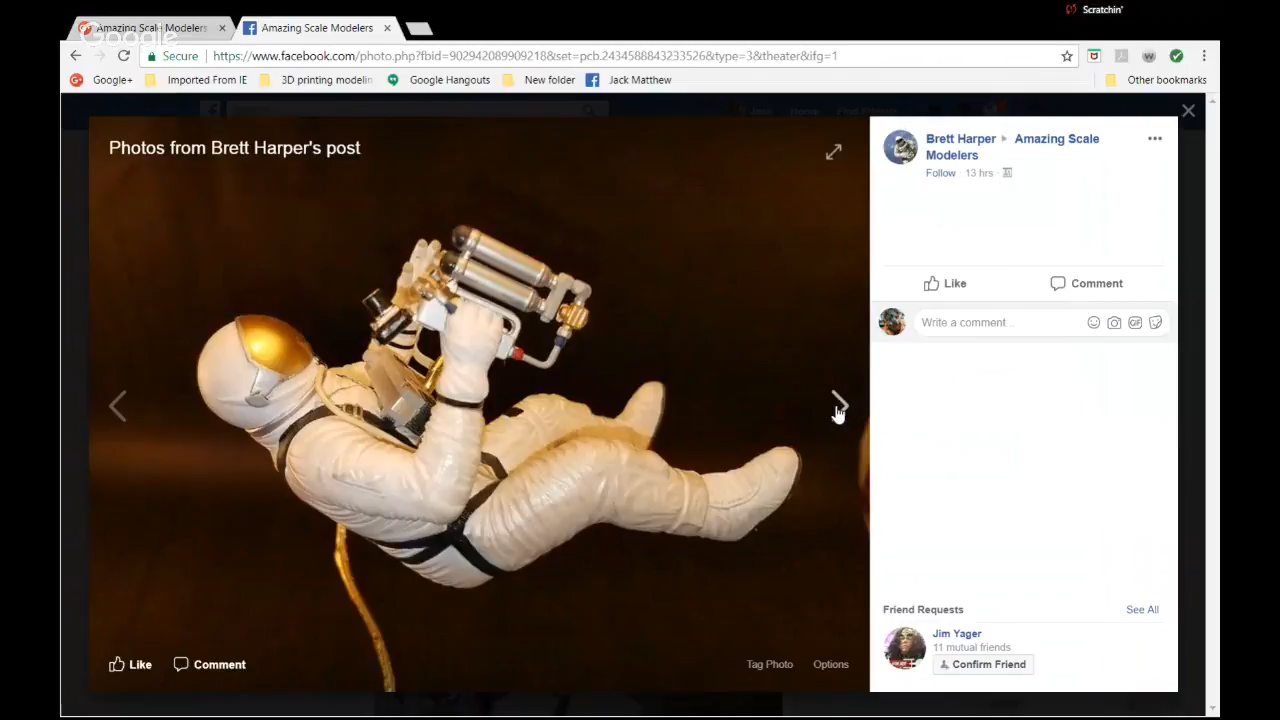 Scratchin'
Amazing Scale Modelers
Amazing Scale Modelers
Google
Secure
https://www.facebook.com/photo.php?fbid=902942089909218&set=pcb.2434588843233526&type=3&theater&ifg=1
Google+
Imported From IE
3D printing modelin
Google Hangouts
New folder
Jack Matthew
Other bookmarks
Photos from Brett Harper's post
Brett Harper
Amazing Scale
Modelers
Follow · 13 hrs ·
Like
Comment
Write a comment...
GIF
Friend Requests
See All
Jim Yager
11 mutual friends
Confirm Friend
Like
Comment
Tag Photo
Options